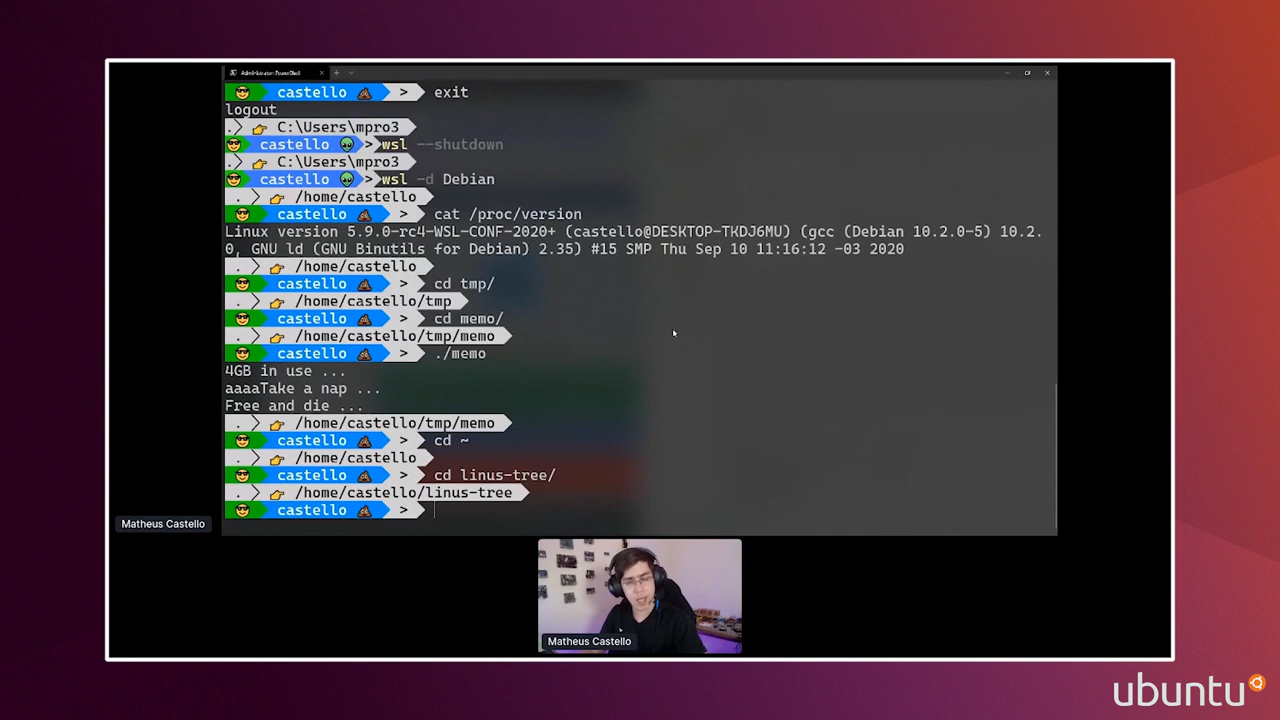 Administrator: PowerShell
castello > exit
logout
.> C:\Users\mpro3
castello >wsl --shutdown
.> C:\Users\mpro3
castello >wsl -d Debian
. > /home/castello
castello > cat /proc/version
Linux version 5.9.0-rc4-WSL-CONF-2020+ (castello@DESKTOP-TKDJ6MU) (gcc (Debian 10.2.0-5) 10.2.
0, GNU ld (GNU Binutils for Debian) 2.35) #15 SMP Thu Sep 10 11:16:12 -03 2020
. > /home/castello
castello > cd tmp/
. > /home/castello/tmp
castello > cd memo/
. > /home/castello/tmp/memo
castello > ./memo
4GB in use ...
aaaaTake a nap ...
Free and die ...
. > /home/castello/tmp/memo
castello > cd ~
. > /home/castello
castello > cd linus-tree/
. > /home/castello/linus-tree
castello >
Matheus Castello
Matheus Castello
ubuntu